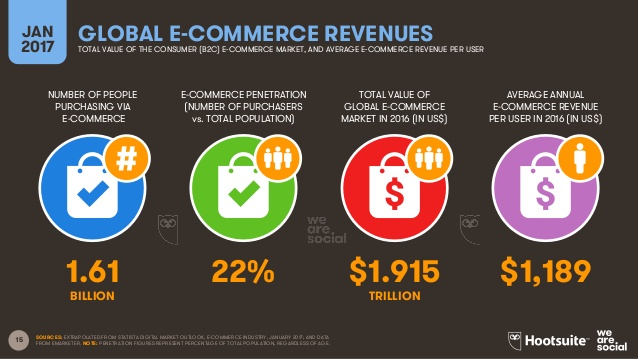 JAN
2017
GLOBAL E-COMMERCE REVENUES
TOTAL VALUE OF THE CONSUMER (B2C) E-COMMERCE MARKET, AND AVERAGE E-COMMERCE REVENUE PER USER
NUMBER OF PEOPLE
PURCHASING VIA
E-COMMERCE
E-COMMERCE PENETRATION
(NUMBER OF PURCHASERS
vs. TOTAL POPULATION)
TOTAL VALUE OF
GLOBAL E-COMMERCE
MARKET IN 2016 (IN US$)
AVERAGE ANNUAL
E-COMMERCE REVENUE
PER USER IN 2016 (IN US$)
#
$
$
we
are
social
1.61
BILLION
22%
$1.915
TRILLION
$1,189
15
SOURCES: EXTRAPOLATED FROM STATISTA DIGITAL MARKET OUTLOOK, E-COMMERCE INDUSTRY, JANUARY 2017, AND DATA
FROM EMARKETER. NOTE: PENETRATION FIGURES REPRESENT PERCENTAGE OF TOTAL POPULATION, REGARDLESS OF AGE.
Hootsuite™
we
are
social